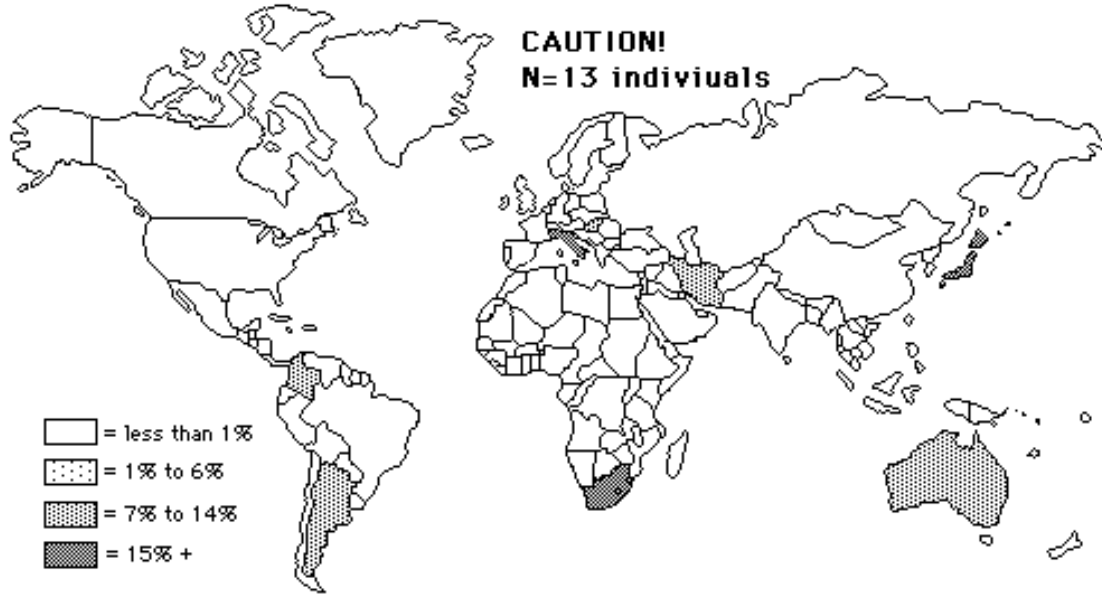 CAUTION!
N=13 indiviuals
= less than 1%
= 1% to 6%
= 7% to 14%
= 15% +